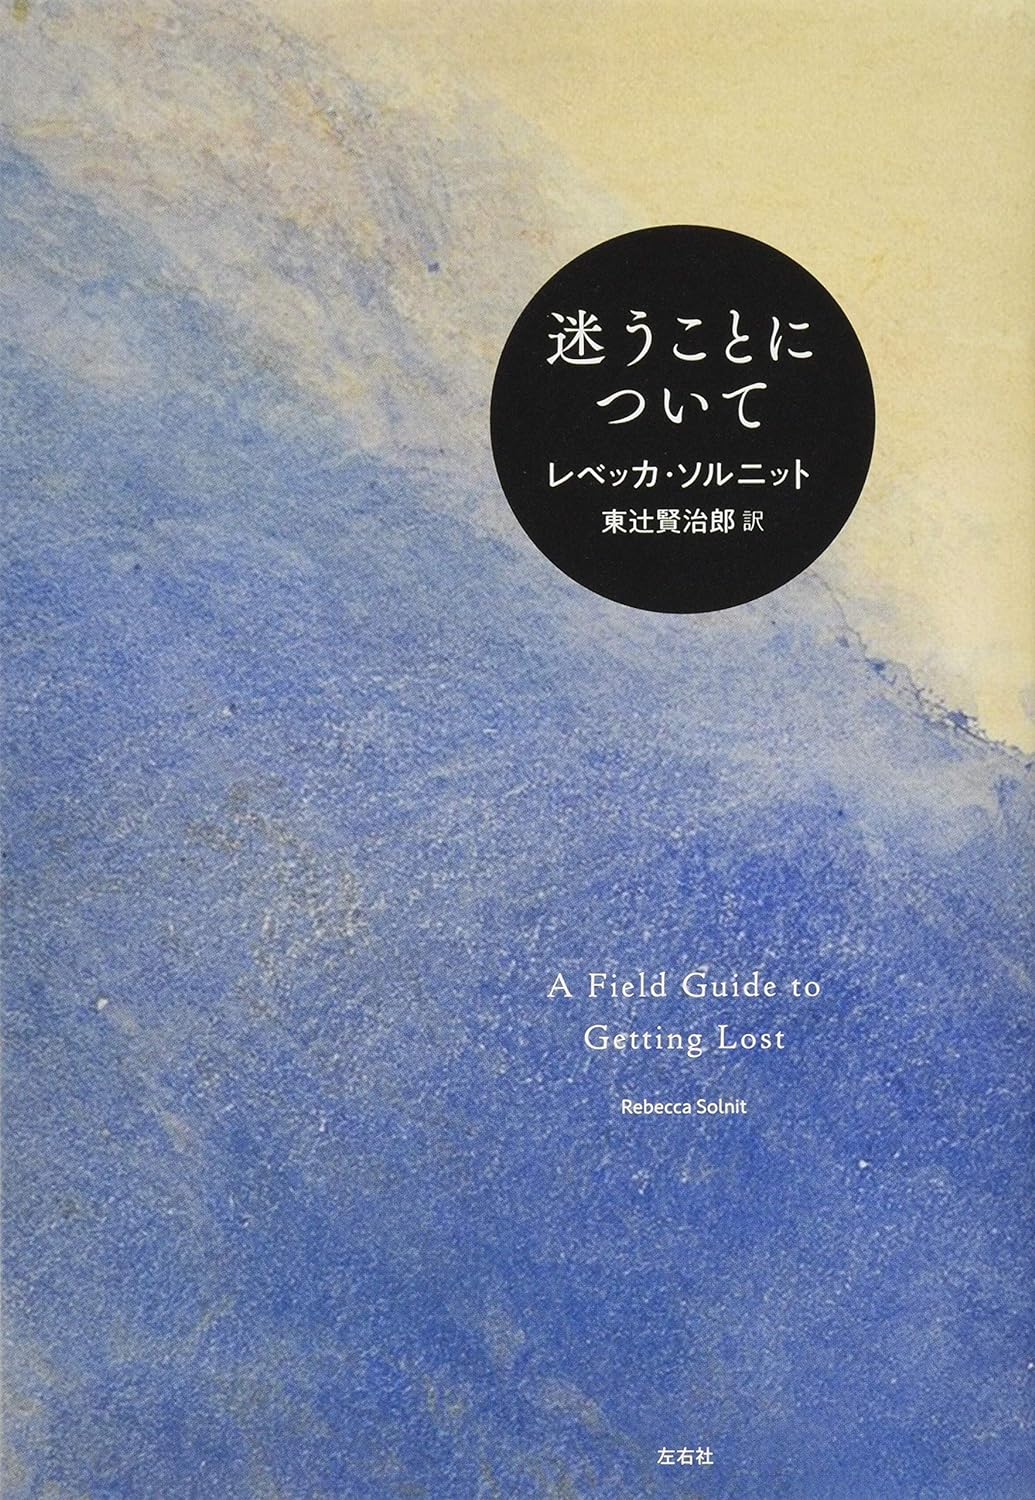 迷うことに
ついて
レベッカ・ソルニット
東辻賢治郎 訳
A Field Guide to
Getting Lost
Rebecca Solnit
左右社